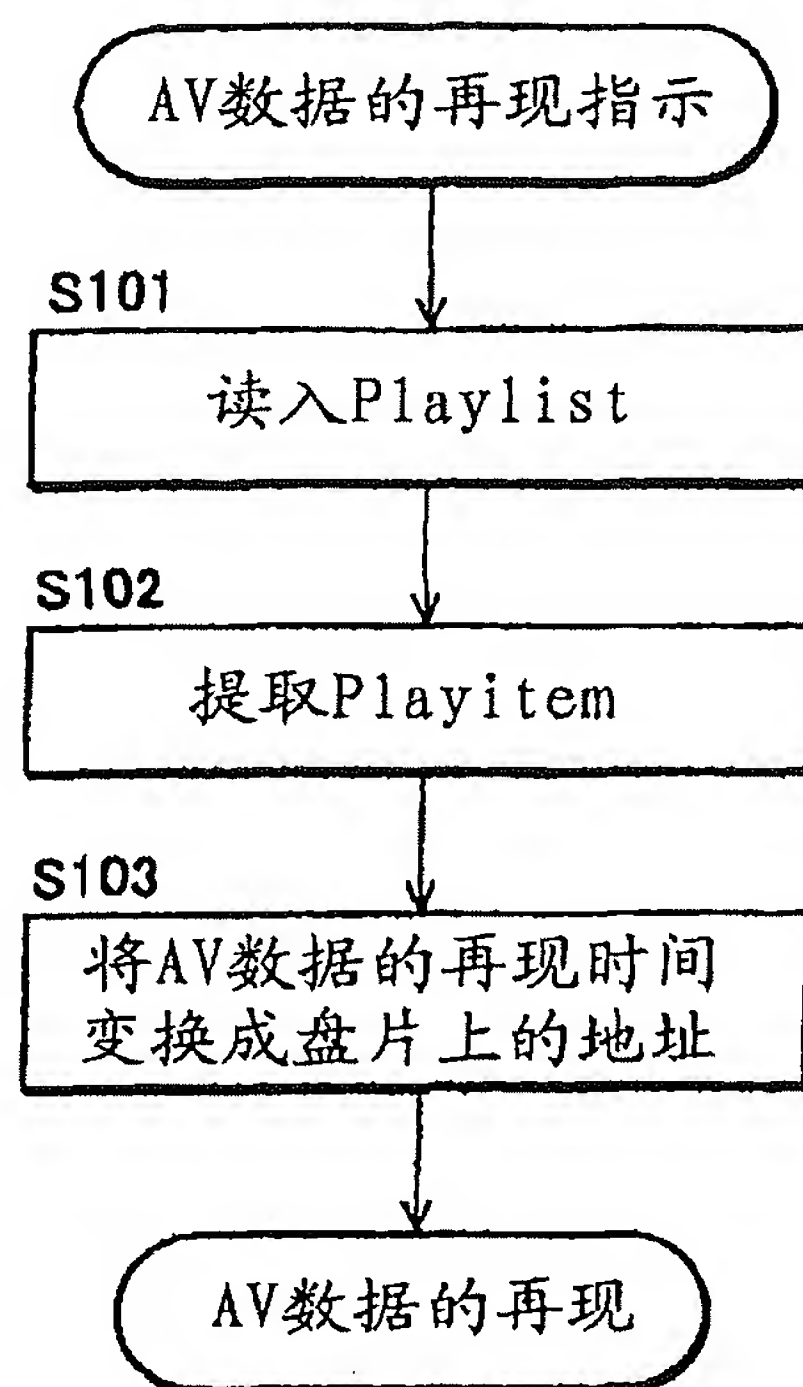 AV数据的再现指示
S101
读入Playlist
S102
提取Playitem
S103
将AV数据的再现时间
变换成盘片上的地址
AV数据的再现